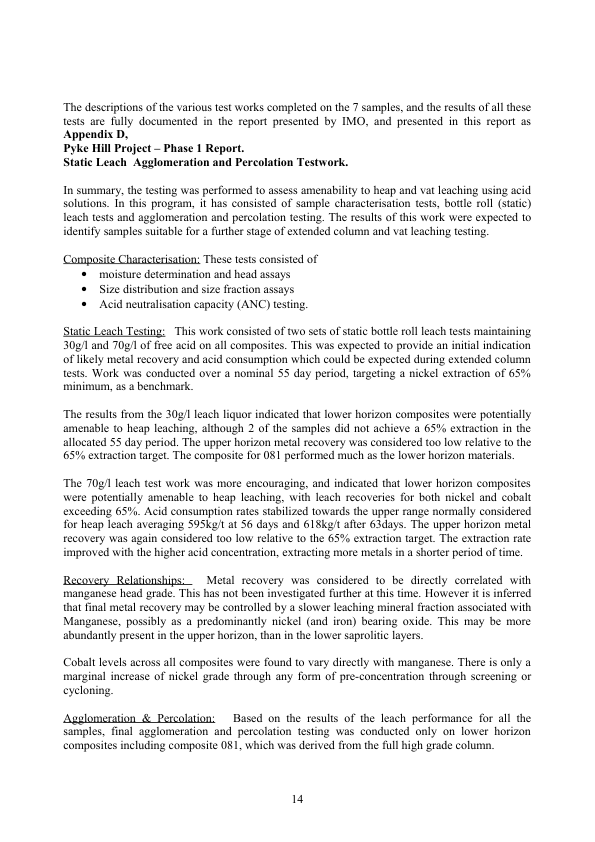 The descriptions of the various test works completed on the 7 samples, and the results of all these
tests are fully documented in the report presented by IMO, and presented in this report as
Appendix D,
Pyke Hill Project – Phase 1 Report.
Static Leach  Agglomeration and Percolation Testwork.
In summary, the testing was performed to assess amenability to heap and vat leaching using acid
solutions. In this program, it has consisted of sample characterisation tests, bottle roll (static)
leach tests and agglomeration and percolation testing. The results of this work were expected to
identify samples suitable for a further stage of extended column and vat leaching testing.
Composite Characterisation: These tests consisted of
• moisture determination and head assays
• Size distribution and size fraction assays
• Acid neutralisation capacity (ANC) testing.
Static Leach Testing:   This work consisted of two sets of static bottle roll leach tests maintaining
30g/l and 70g/l of free acid on all composites. This was expected to provide an initial indication
of likely metal recovery and acid consumption which could be expected during extended column
tests. Work was conducted over a nominal 55 day period, targeting a nickel extraction of 65%
minimum, as a benchmark.
The results from the 30g/l leach liquor indicated that lower horizon composites were potentially
amenable to heap leaching, although 2 of the samples did not achieve a 65% extraction in the
allocated 55 day period. The upper horizon metal recovery was considered too low relative to the
65% extraction target. The composite for 081 performed much as the lower horizon materials.
The 70g/l leach test work was more encouraging, and indicated that lower horizon composites
were potentially amenable to heap leaching, with leach recoveries for both nickel and cobalt
exceeding 65%. Acid consumption rates stabilized towards the upper range normally considered
for heap leach averaging 595kg/t at 56 days and 618kg/t after 63days. The upper horizon metal
recovery was again considered too low relative to the 65% extraction target. The extraction rate
improved with the higher acid concentration, extracting more metals in a shorter period of time.
Recovery Relationships:   Metal recovery was considered to be directly correlated with
manganese head grade. This has not been investigated further at this time. However it is inferred
that final metal recovery may be controlled by a slower leaching mineral fraction associated with
Manganese, possibly as a predominantly nickel (and iron) bearing oxide. This may be more
abundantly present in the upper horizon, than in the lower saprolitic layers.
Cobalt levels across all composites were found to vary directly with manganese. There is only a
marginal increase of nickel grade through any form of pre-concentration through screening or
cycloning.
Agglomeration & Percolation:   Based on the results of the leach performance for all the
samples, final agglomeration and percolation testing was conducted only on lower horizon
composites including composite 081, which was derived from the full high grade column.
14